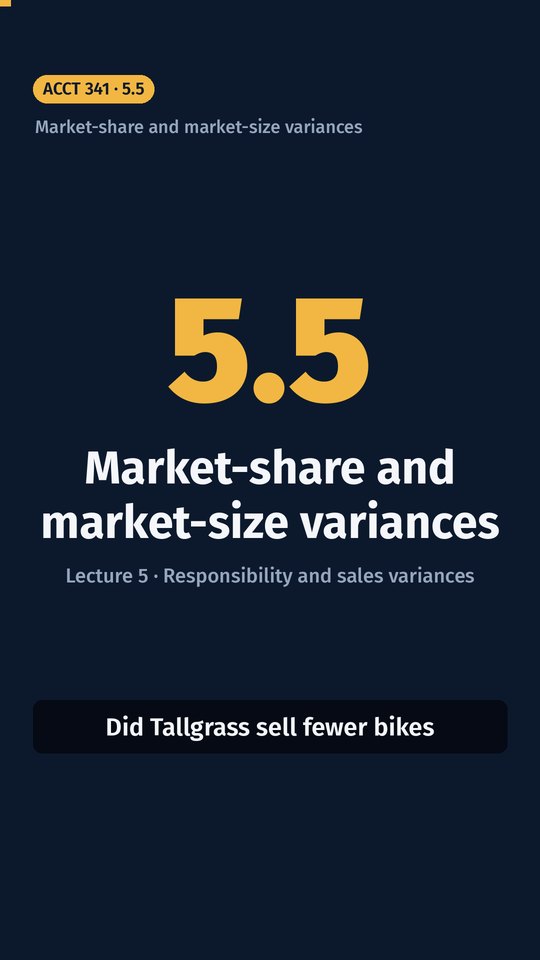 ACCT 341 · 5.5
Market-share and market-size variances
5.5
Market-share and
market-size variances
Lecture 5 · Responsibility and sales variances
Did Tallgrass sell fewer bikes